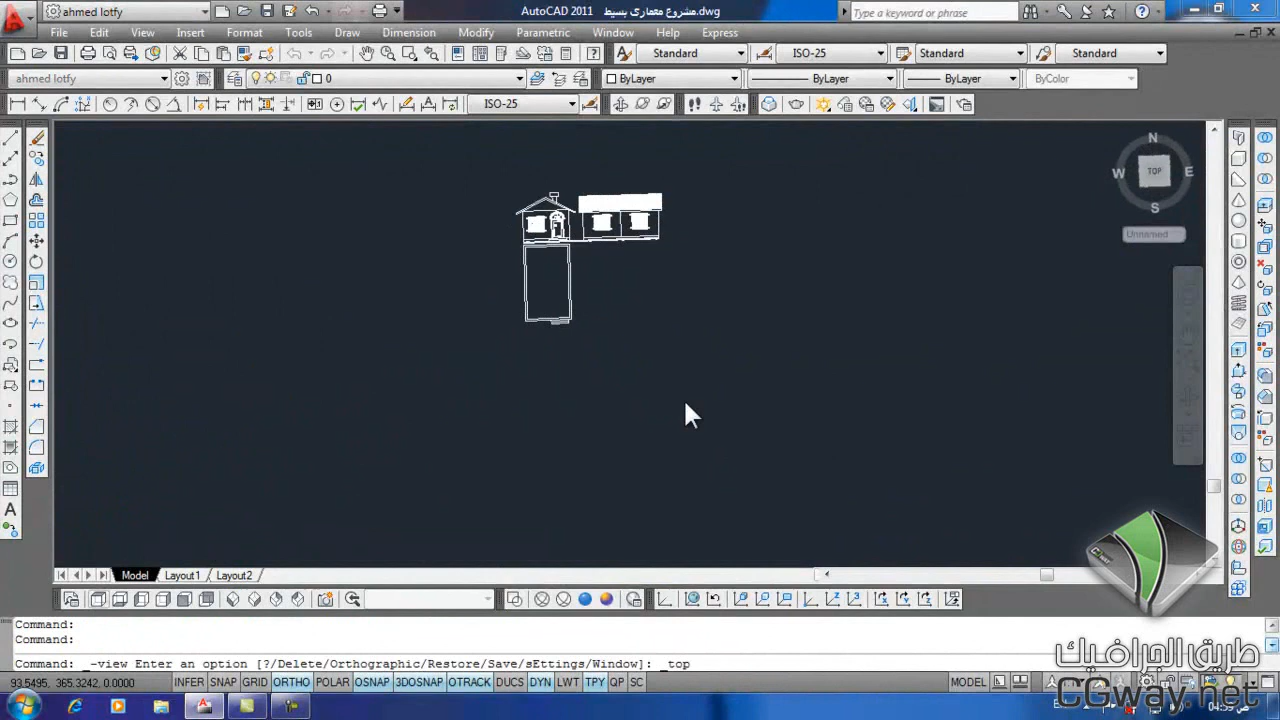 ahmed lotfy
AutoCAD 2011 مشروع معمارى بسيط.dwg
Type a keyword or phrase
File Edit View Insert Format Tools Draw Dimension Modify Parametric Window Help Express
Standard ISO-25 Standard Standard
ahmed lotfy 0 ByLayer ByLayer ByLayer ByColor
ISO-25
N
W TOP E
S
Unnamed
Model Layout1 Layout2
Command:
Command:
Command: _-view Enter an option [?/Delete/Orthographic/Restore/Save/sEttings/Window]: _top
93.5495, 365.3242, 0.0000 INFER SNAP GRID ORTHO POLAR OSNAP 3DOSNAP OTRACK DUCS DYN LWT TPY QP SC MODEL
طريق الجرافيك
CGway.net